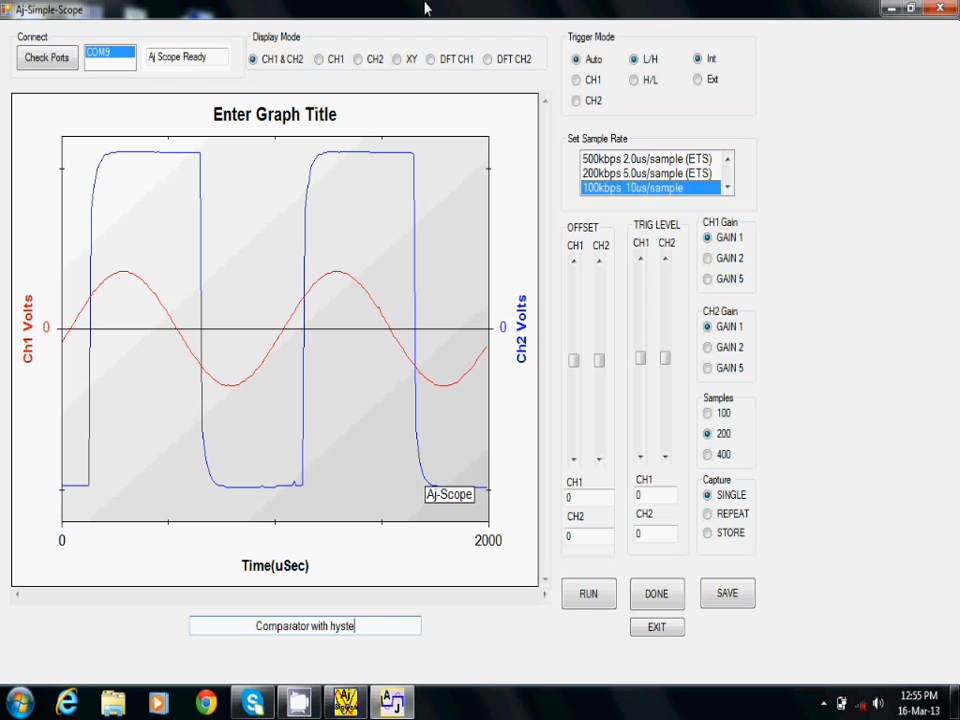 Aj-Simple-Scope
Connect
Check Ports
COM9
Aj Scope Ready
Display Mode
CH1 & CH2
CH1
CH2
XY
DFT CH1
DFT CH2
Trigger Mode
Auto
L/H
Int
CH1
H/L
Ext
CH2
Set Sample Rate
500kbps 2.0us/sample (ETS)
200kbps 5.0us/sample (ETS)
100kbps 10us/sample
Enter Graph Title
Ch1 Volts
0
0
Ch2 Volts
Aj-Scope
0
2000
Time(uSec)
Comparator with hyste
OFFSET
CH1
CH2
CH1
0
CH2
0
TRIG LEVEL
CH1
CH2
CH1
0
CH2
0
CH1 Gain
GAIN 1
GAIN 2
GAIN 5
CH2 Gain
GAIN 1
GAIN 2
GAIN 5
Samples
100
200
400
Capture
SINGLE
REPEAT
STORE
RUN
DONE
SAVE
EXIT
12:55 PM
16-Mar-13